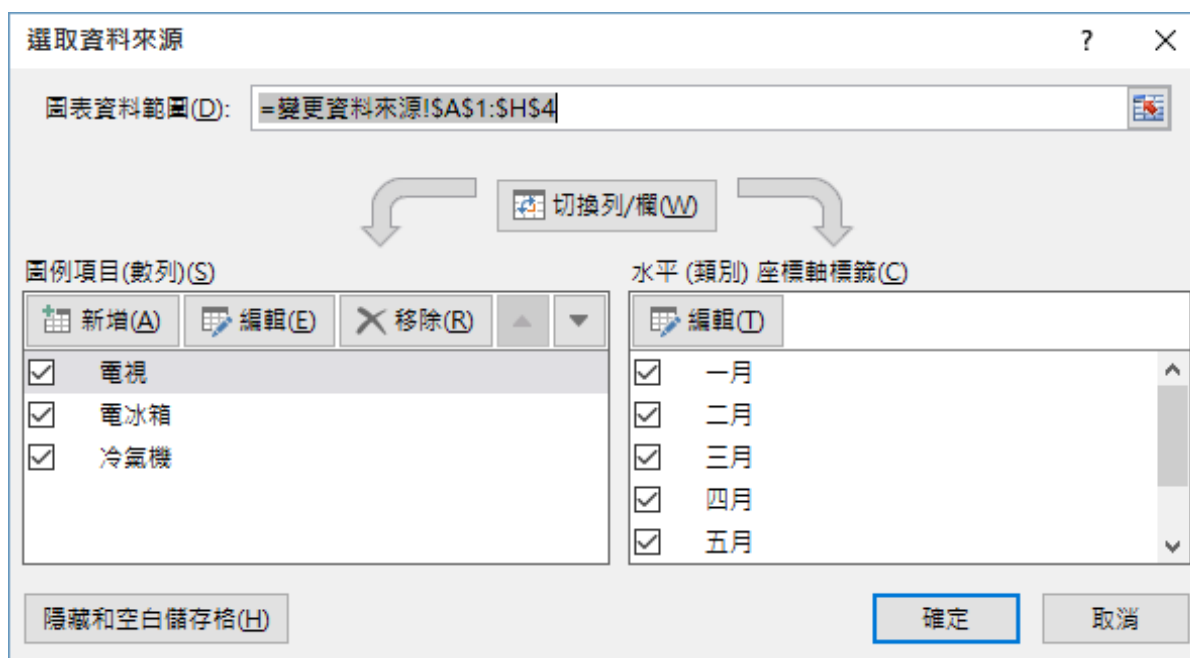 選取資料來源
圖表資料範圍(D): =變更資料來源!$A$1:$H$4
切換列/欄(W)
圖例項目(數列)(S)
新增(A) 編輯(E) 移除(R)
電視
電冰箱
冷氣機
水平 (類別) 座標軸標籤(C)
編輯(T)
一月
二月
三月
四月
五月
隱藏和空白儲存格(H) 確定 取消